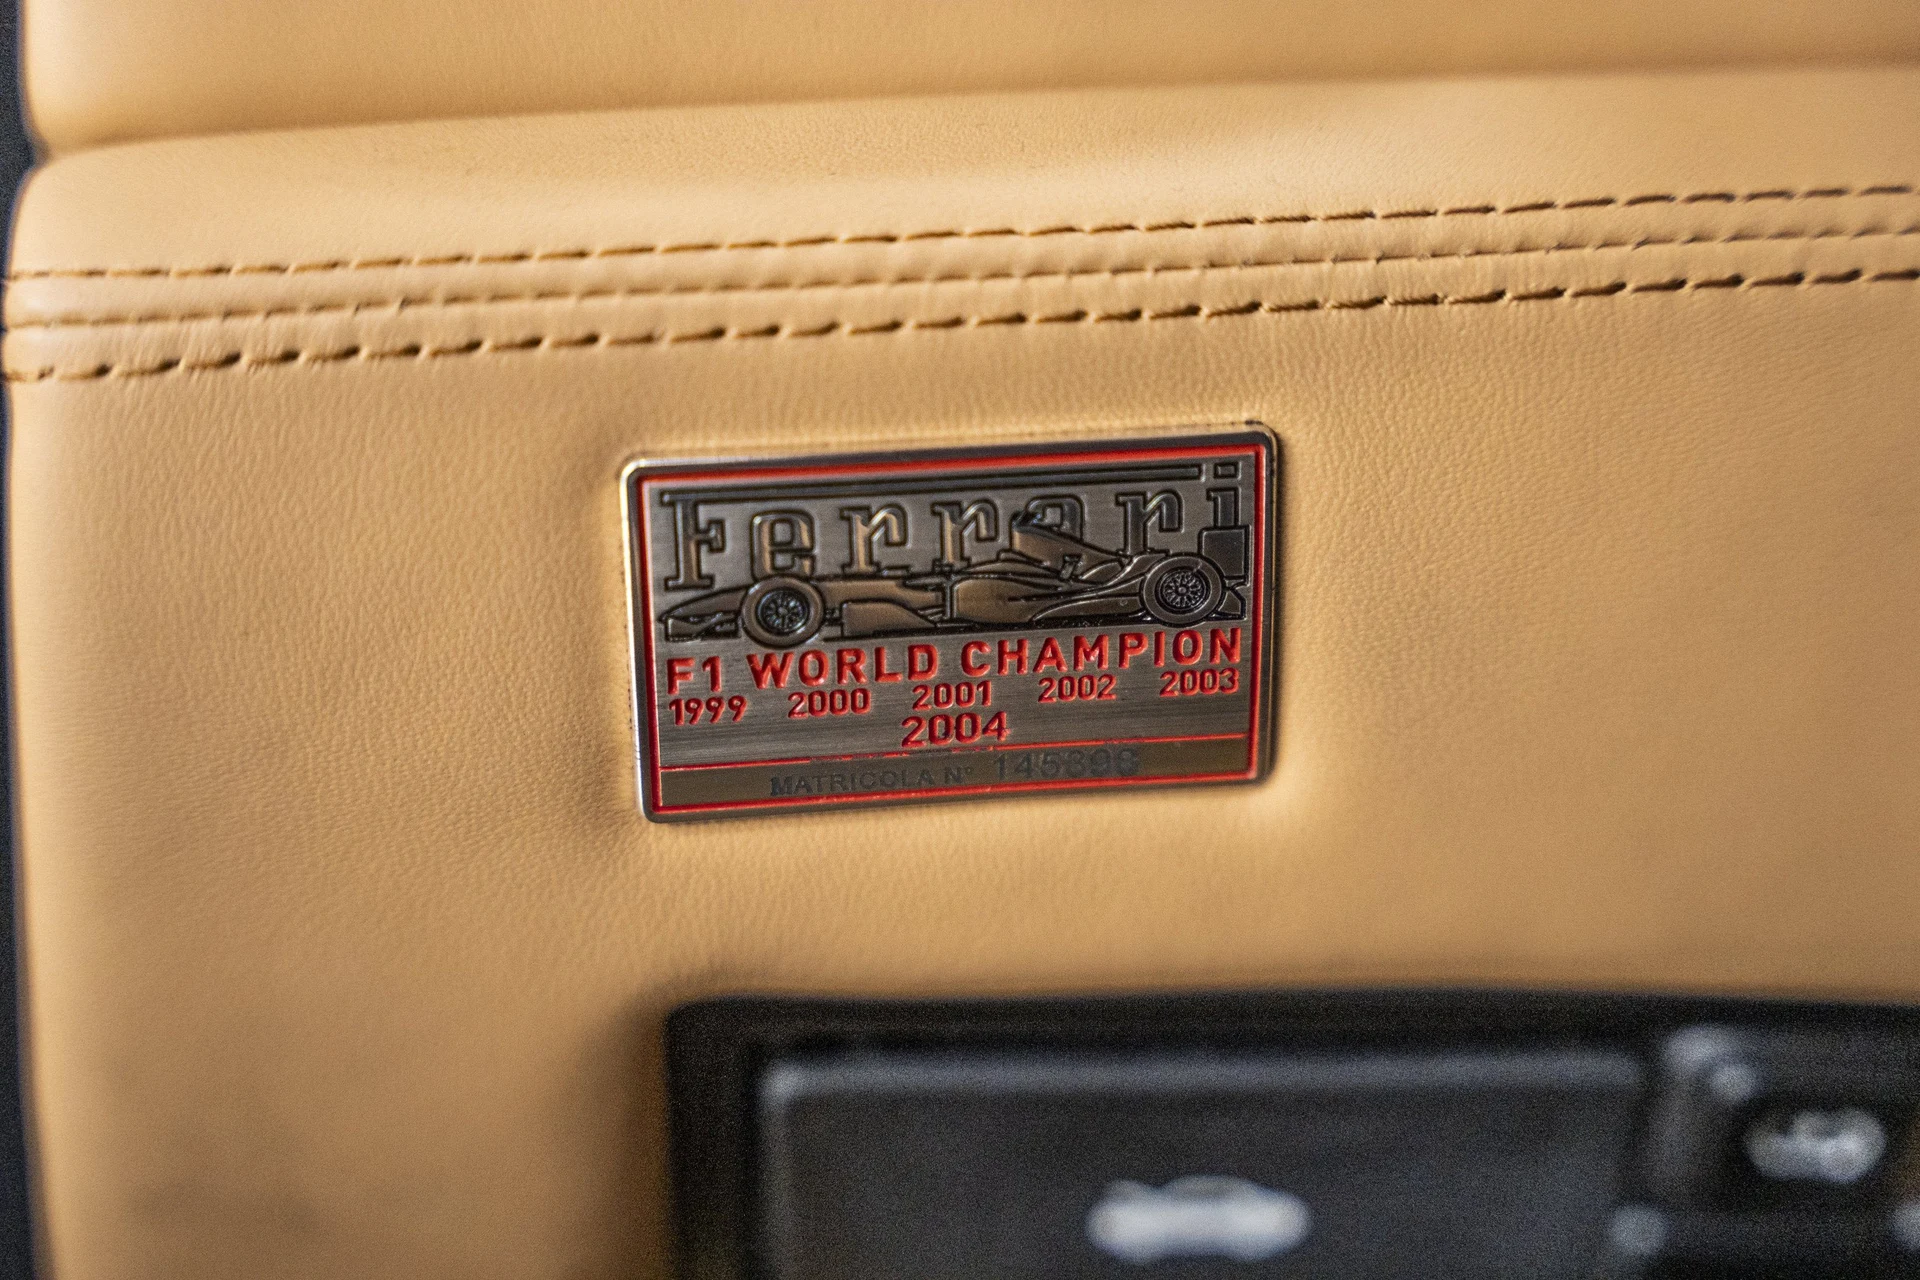 Ferrari
F1 WORLD CHAMPION
1999 2000 2001 2002 2003
2004
MATRICOLA N°